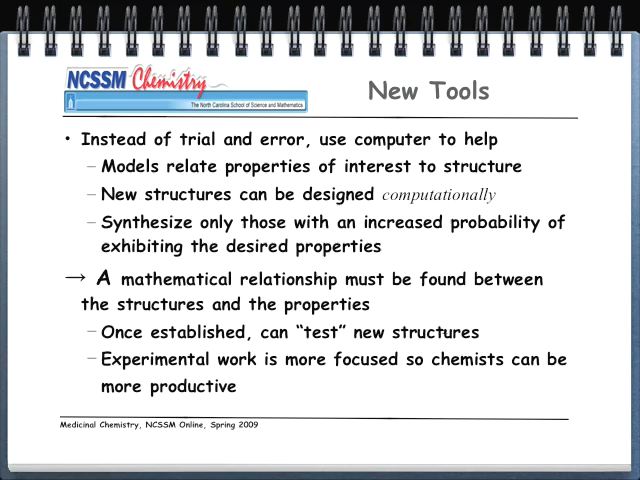 NCSSM Chemistry
The North Carolina School of Science and Mathematics
New Tools
• Instead of trial and error, use computer to help
– Models relate properties of interest to structure
– New structures can be designed computationally
– Synthesize only those with an increased probability of
exhibiting the desired properties
→ A mathematical relationship must be found between
the structures and the properties
– Once established, can “test” new structures
– Experimental work is more focused so chemists can be
more productive
Medicinal Chemistry, NCSSM Online, Spring 2009